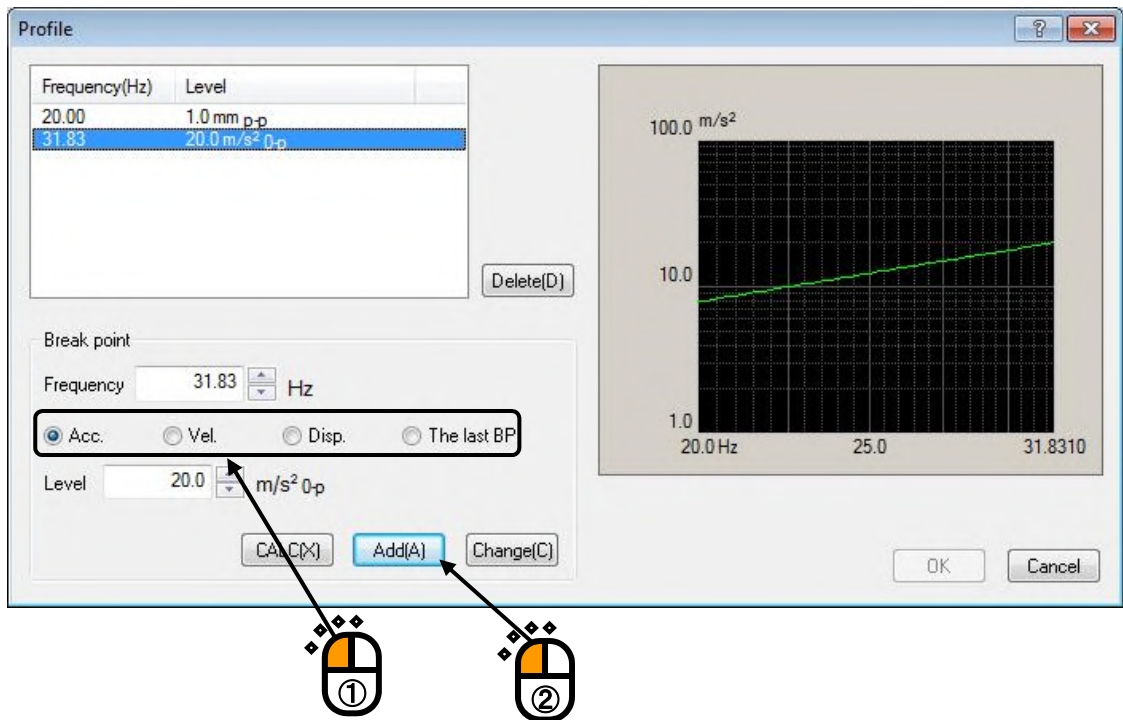 Profile
Frequency(Hz) Level
20.00 1.0 mm p-p
31.83 20.0 m/s² 0-p
Delete(D)
Break point
Frequency 31.83 Hz
Acc. Vel. Disp. The last BP
Level 20.0 m/s² 0-p
CALC(X) Add(A) Change(C)
100.0 m/s²
10.0
1.0
20.0 Hz 25.0 31.8310
OK Cancel
① ②